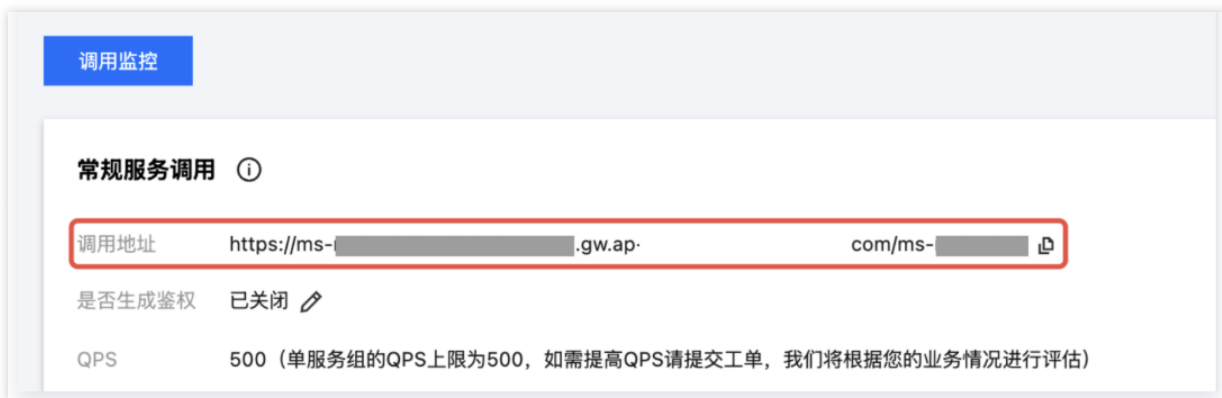 调用监控
常规服务调用
调用地址 https://ms- .gw.ap- com/ms-
是否生成鉴权 已关闭
QPS 500（单服务组的QPS上限为500，如需提高QPS请提交工单，我们将根据您的业务情况进行评估）